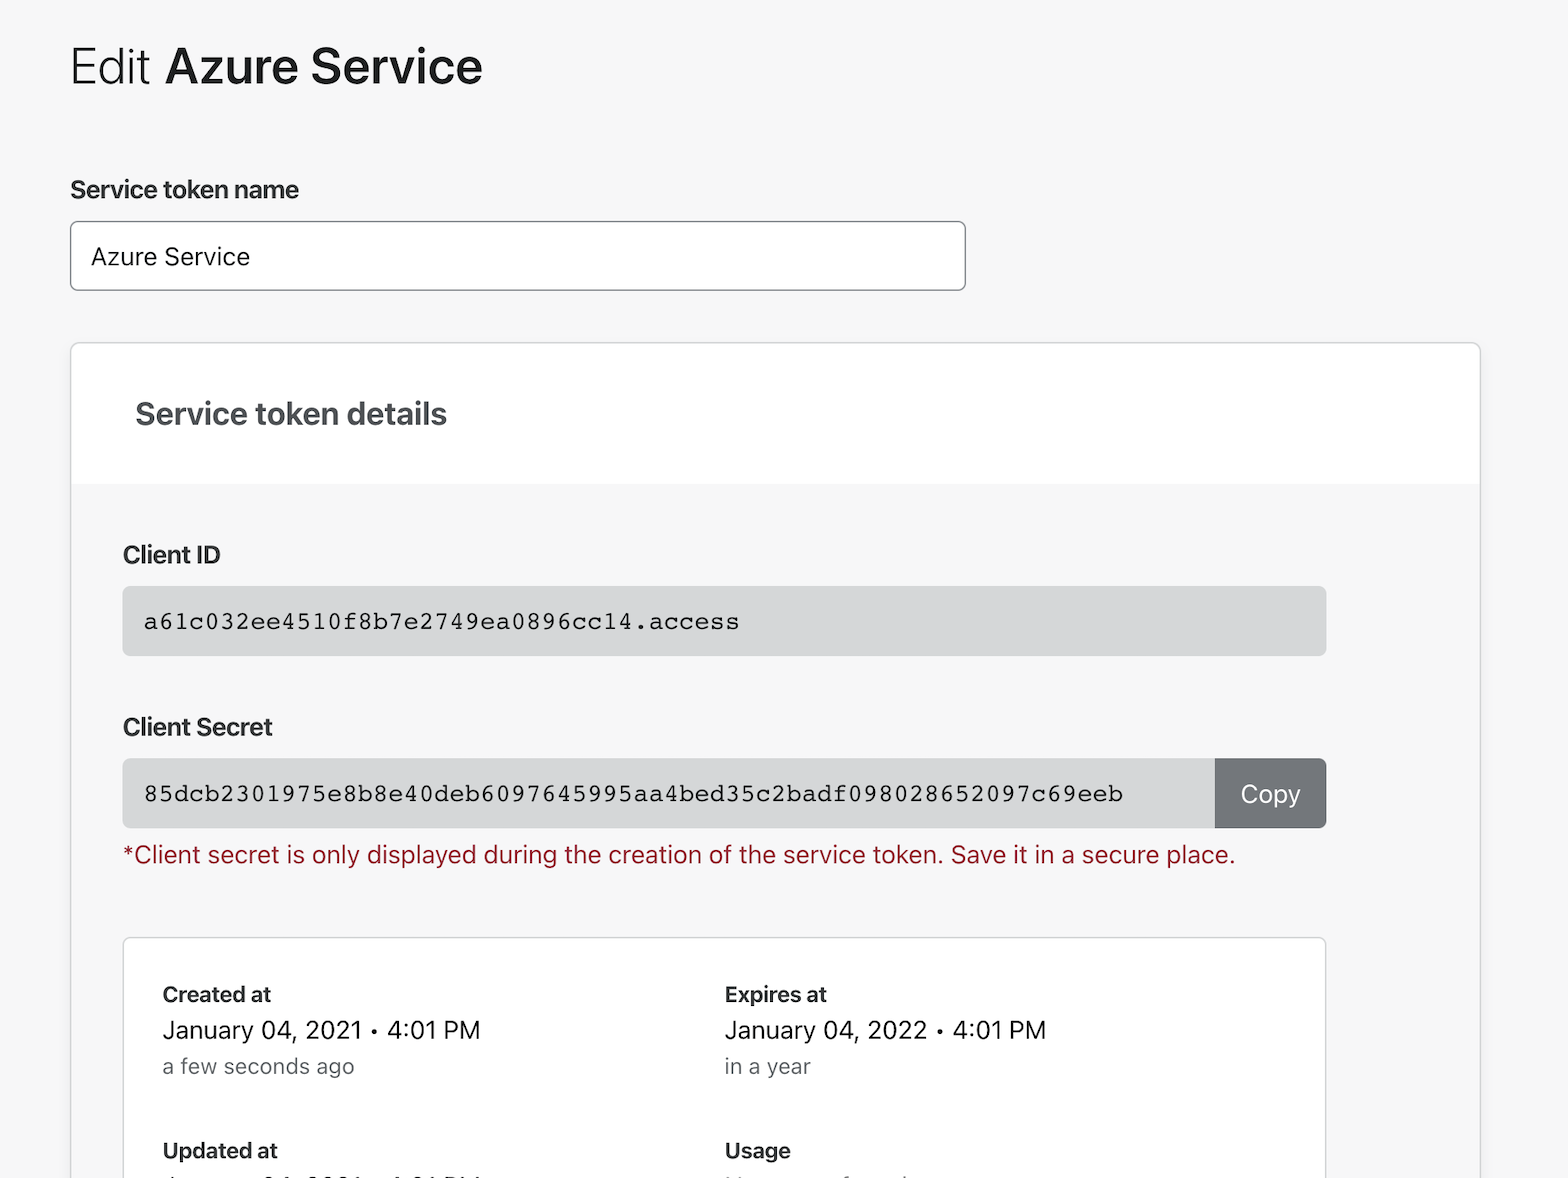 Edit Azure Service
Service token name
Azure Service
Service token details
Client ID
a61c032ee4510f8b7e2749ea0896cc14.access
Client Secret
85dcb2301975e8b8e40deb6097645995aa4bed35c2badf098028652097c69eeb
Copy
*Client secret is only displayed during the creation of the service token. Save it in a secure place.
Created at
January 04, 2021 • 4:01 PM
a few seconds ago
Expires at
January 04, 2022 • 4:01 PM
in a year
Updated at
Usage